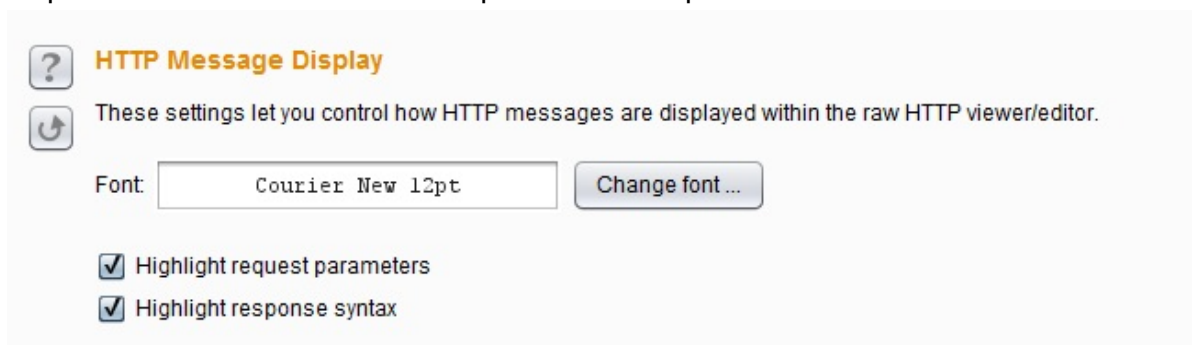 HTTP Message Display
These settings let you control how HTTP messages are displayed within the raw HTTP viewer/editor.
Font: Courier New 12pt Change font ...
Highlight request parameters
Highlight response syntax